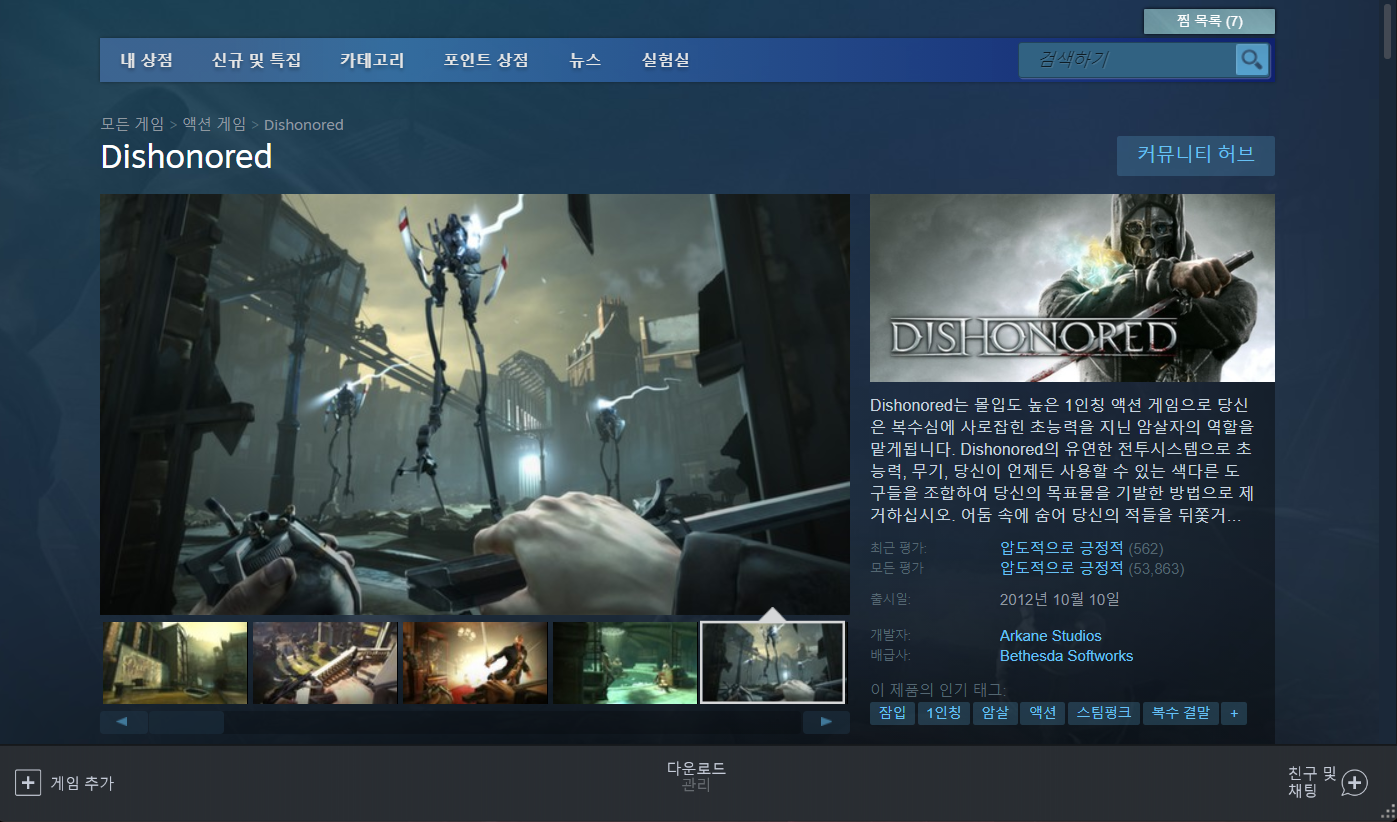 찜 목록 (7)
내 상점 신규 및 특집 카테고리 포인트 상점 뉴스 실험실 검색하기
모든 게임 > 액션 게임 > Dishonored
Dishonored
커뮤니티 허브
DISHONORED
Dishonored는 몰입도 높은 1인칭 액션 게임으로 당신
은 복수심에 사로잡힌 초능력을 지닌 암살자의 역할을
맡게됩니다. Dishonored의 유연한 전투시스템으로 초
능력, 무기, 당신이 언제든 사용할 수 있는 색다른 도
구들을 조합하여 당신의 목표물을 기발한 방법으로 제
거하십시오. 어둠 속에 숨어 당신의 적들을 뒤쫓거...
최근 평가: 압도적으로 긍정적 (562)
모든 평가 압도적으로 긍정적 (53,863)
출시일: 2012년 10월 10일
개발자: Arkane Studios
배급사: Bethesda Softworks
이 제품의 인기 태그:
잠입 1인칭 암살 액션 스팀펑크 복수 결말 +
게임 추가
다운로드
관리
친구 및
채팅